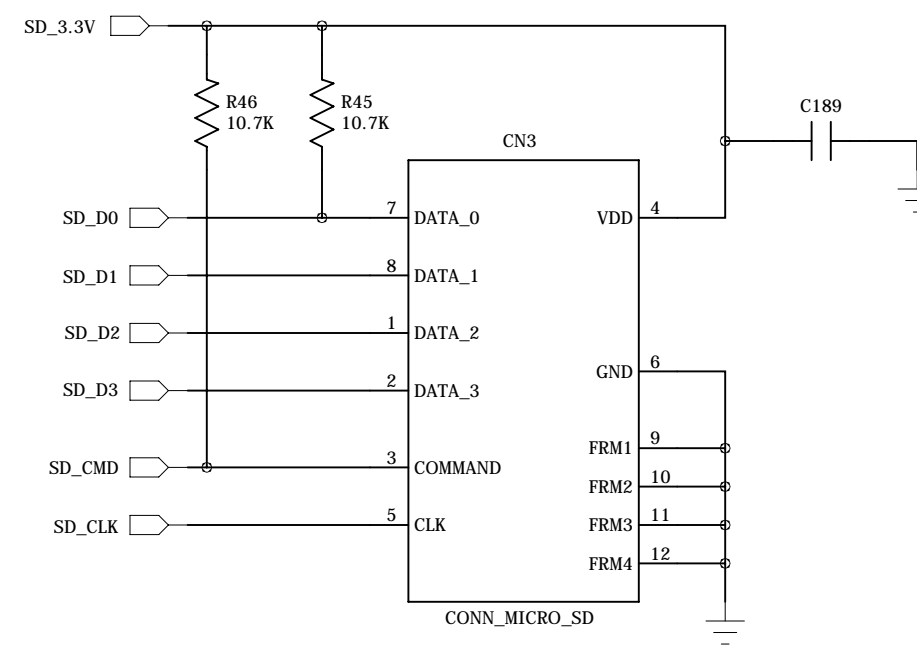 SD_3.3V
R46
10.7K
R45
10.7K
C189
CN3
SD_D0
7
DATA_0
VDD
4
SD_D1
8
DATA_1
SD_D2
1
DATA_2
GND
6
SD_D3
2
DATA_3
FRM1
9
SD_CMD
3
COMMAND
FRM2
10
SD_CLK
5
CLK
FRM3
11
FRM4
12
CONN_MICRO_SD